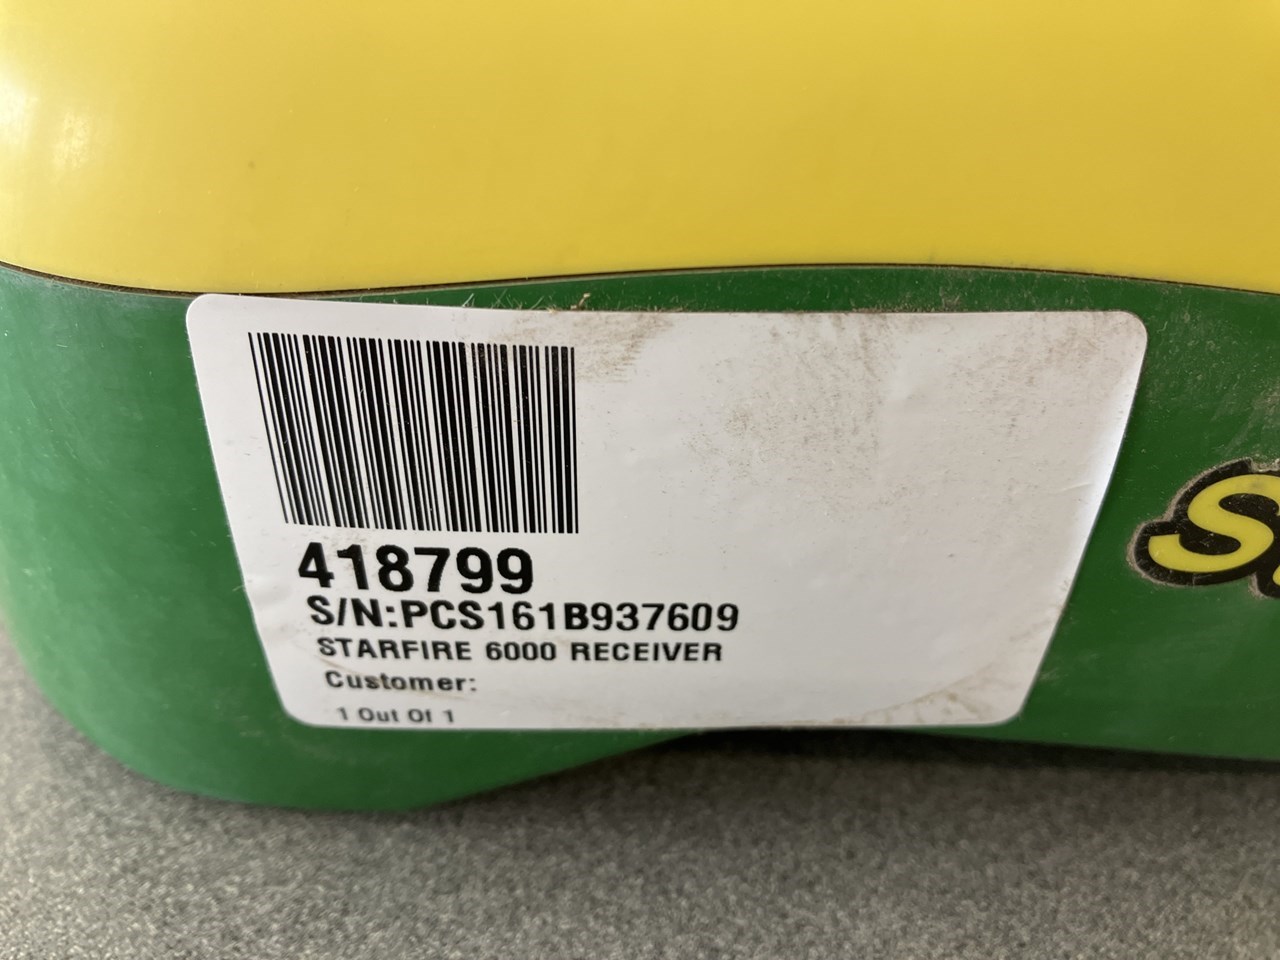 418799
S/N:PCS161B937609
STARFIRE 6000 RECEIVER
Customer:
1 Out Of 1
S